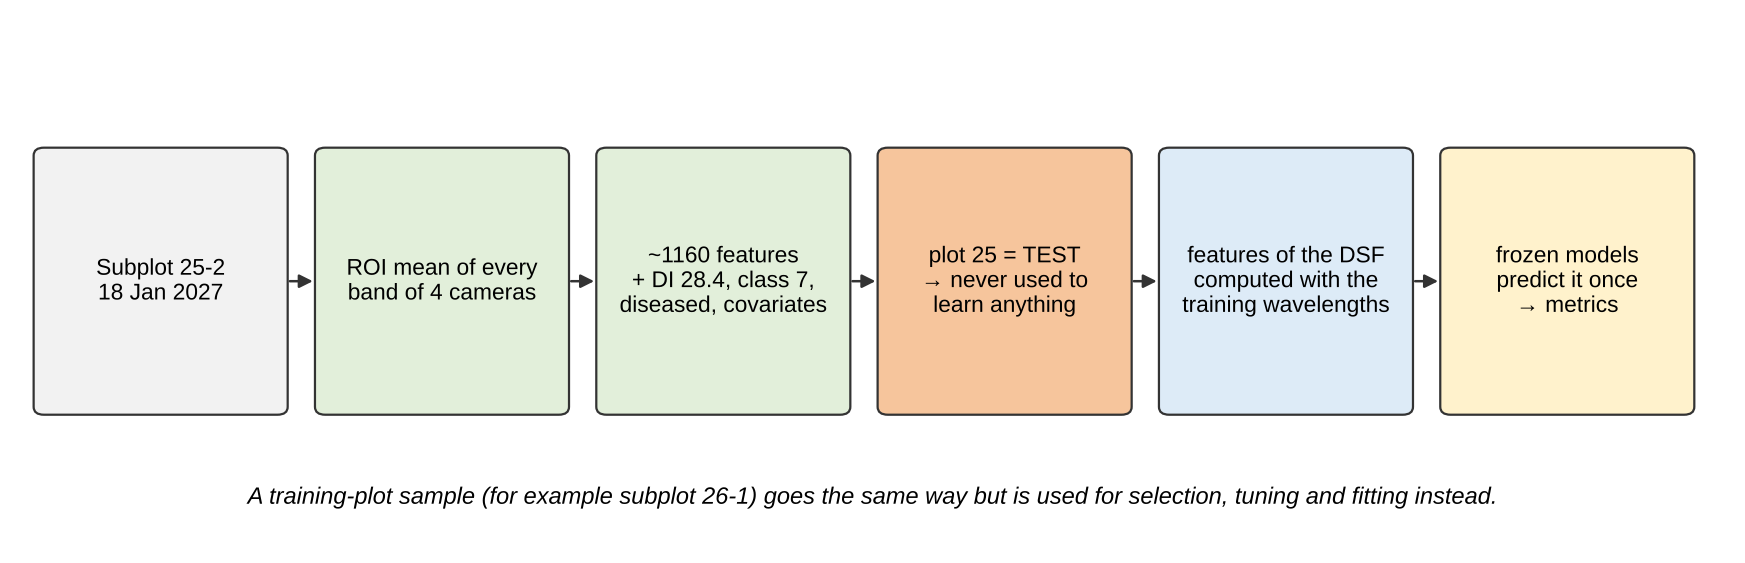 Subplot 25-2
18 Jan 2027
ROI mean of every
band of 4 cameras
~1160 features
+ DI 28.4, class 7,
diseased, covariates
plot 25 = TEST
→ never used to
learn anything
features of the DSF
computed with the
training wavelengths
frozen models
predict it once
→ metrics
A training-plot sample (for example subplot 26-1) goes the same way but is used for selection, tuning and fitting instead.